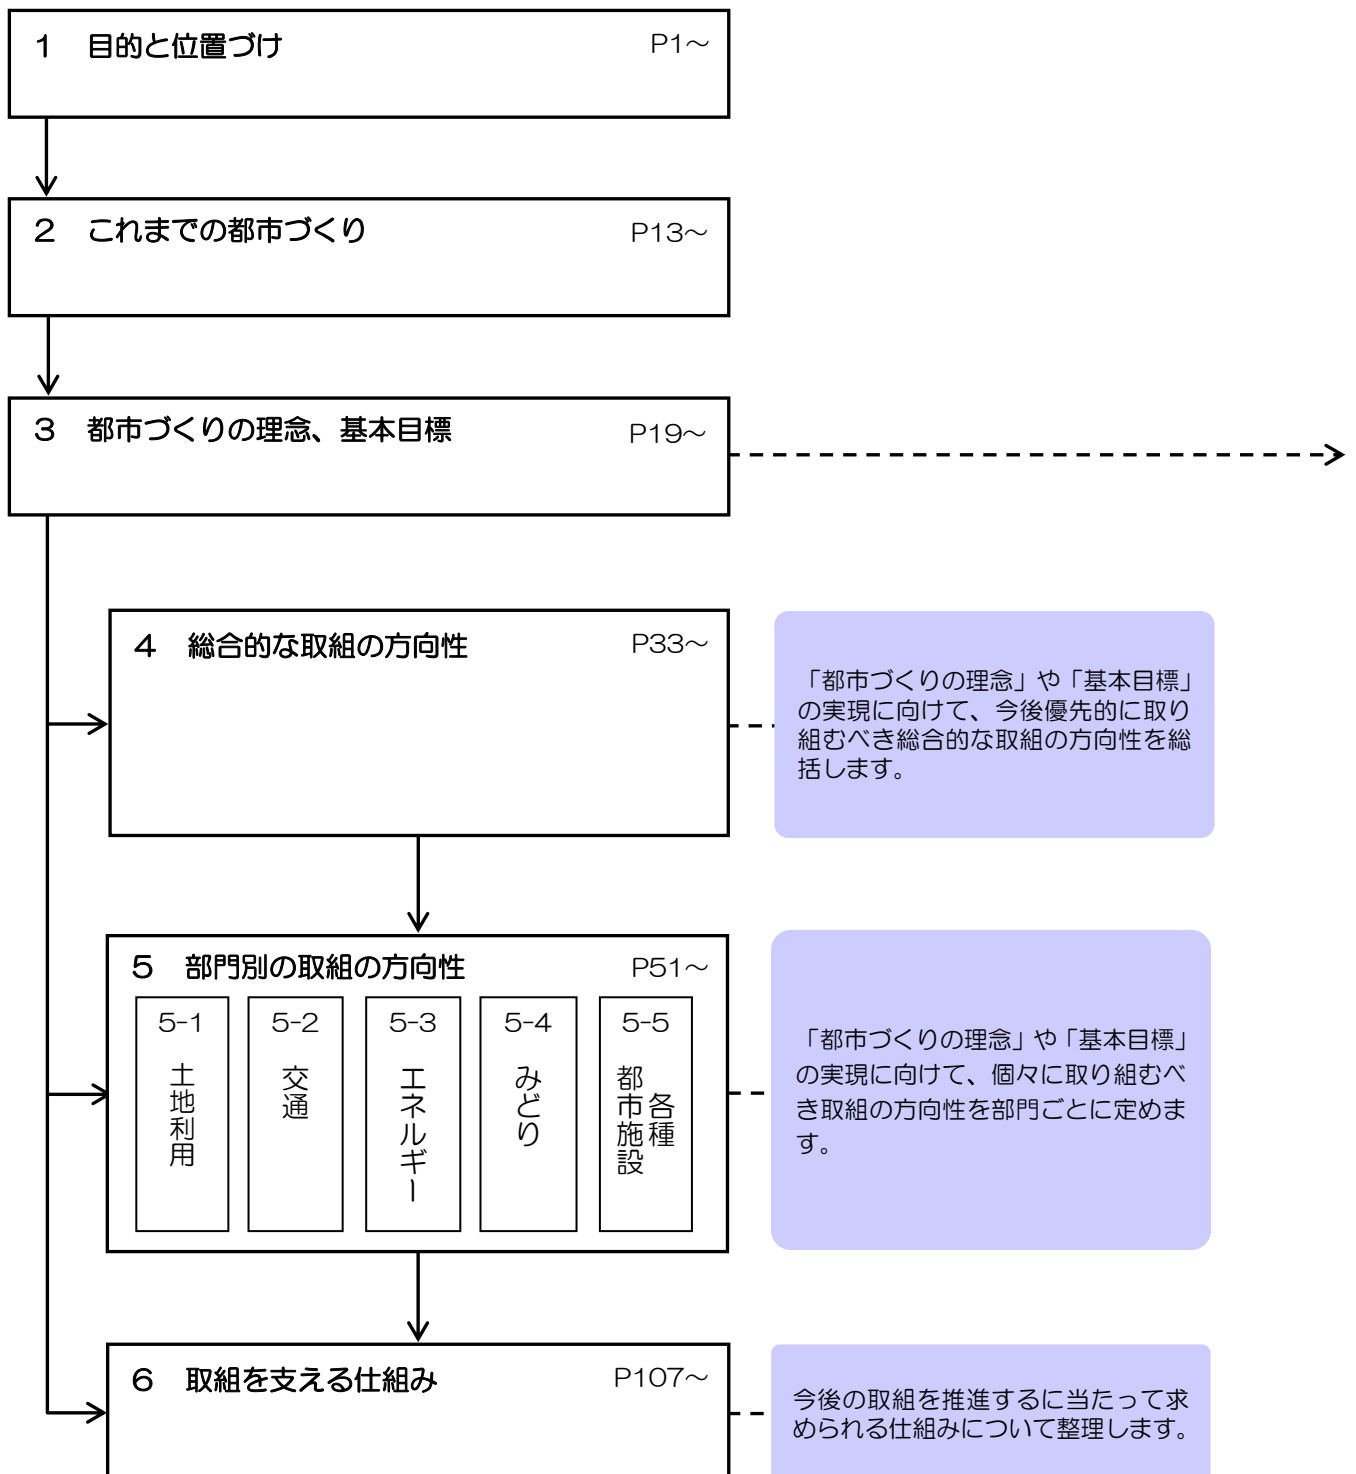 1 目的と位置づけ P1～
2 これまでの都市づくり P13～
3 都市づくりの理念、基本目標 P19～
4 総合的な取組の方向性 P33～
「都市づくりの理念」や「基本目標」
の実現に向けて、今後優先的に取り
組むべき総合的な取組の方向性を総
括します。
5 部門別の取組の方向性 P51～
5-1
土地利用
5-2
交通
5-3
エネルギー
5-4
みどり
5-5
各種
都市施設
「都市づくりの理念」や「基本目標」
の実現に向けて、個々に取り組むべ
き取組の方向性を部門ごとに定めま
す。
6 取組を支える仕組み P107～
今後の取組を推進するに当たって求
められる仕組みについて整理します。